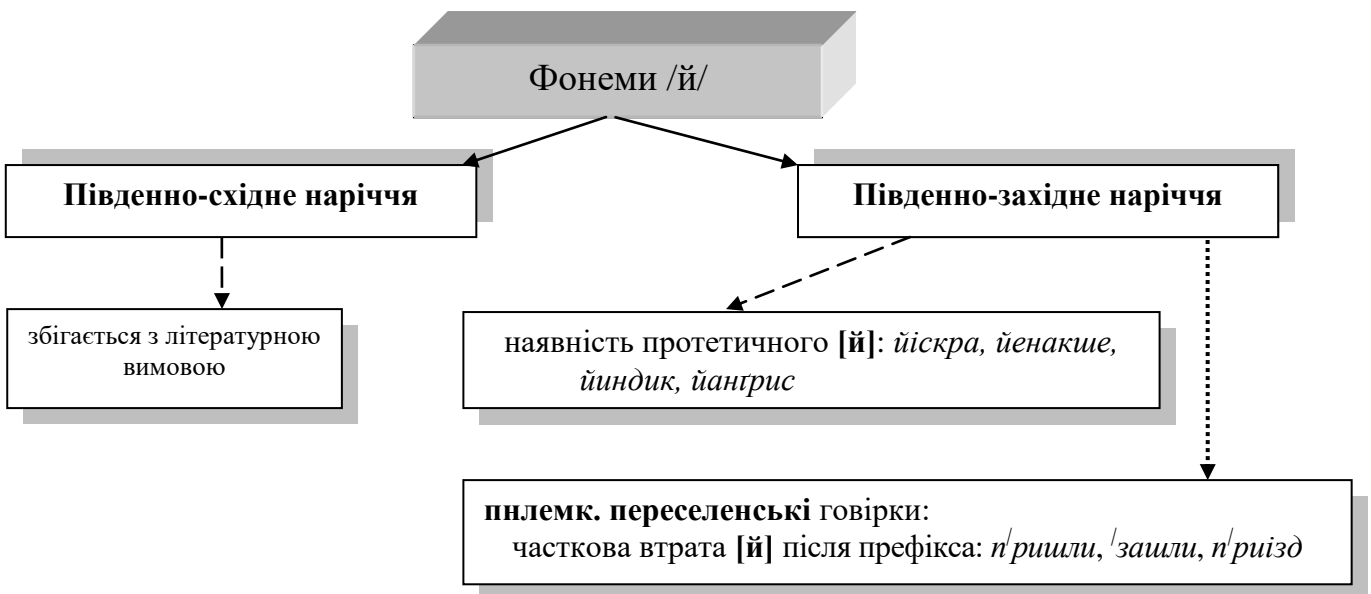 Фонеми /й/
Південно-східне наріччя
Південно-західне наріччя
збігається з літературною
вимовою
наявність протетичного [й]: йіскра, йенакше,
йиндик, йанґрис
пнлемк. переселенські говірки:
часткова втрата [й] після префікса: п/ришли, /зашли, п/риізд